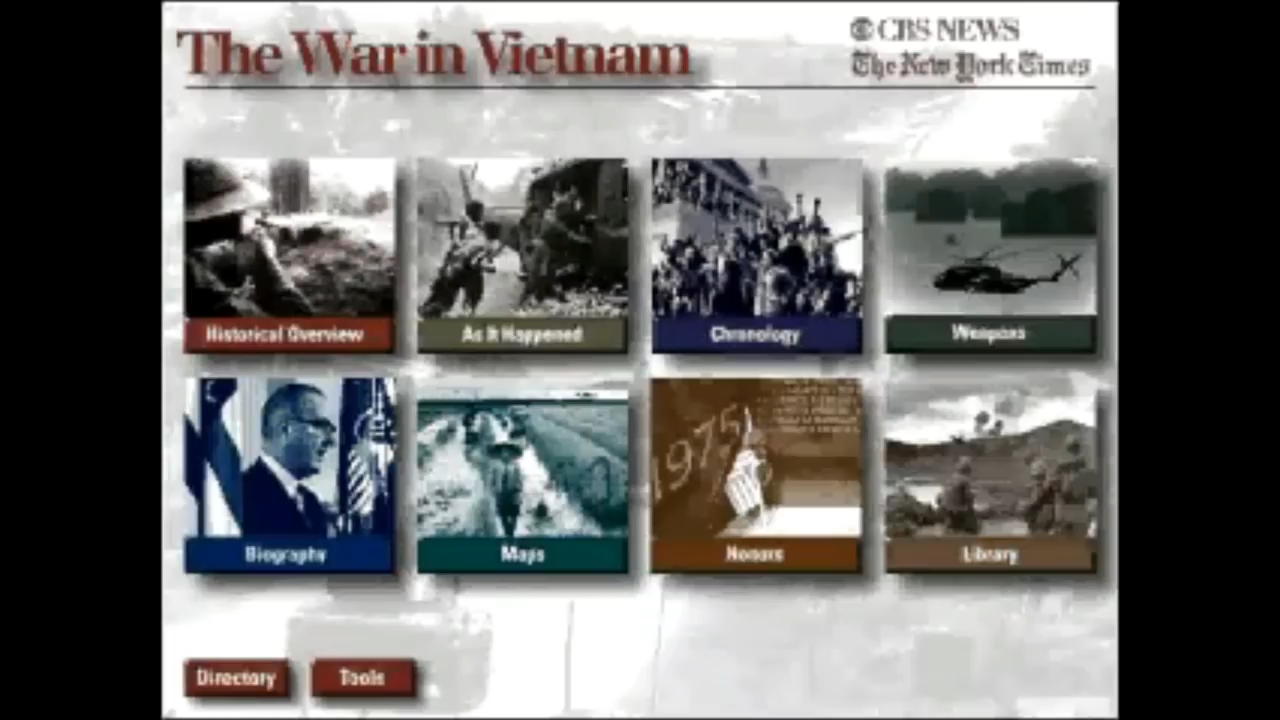 The War in Vietnam
CBS NEWS
The New York Times
Historical Overview
As It Happened
Chronology
Weapons
Biography
Maps
1975
Honors
Library
Directory
Tools